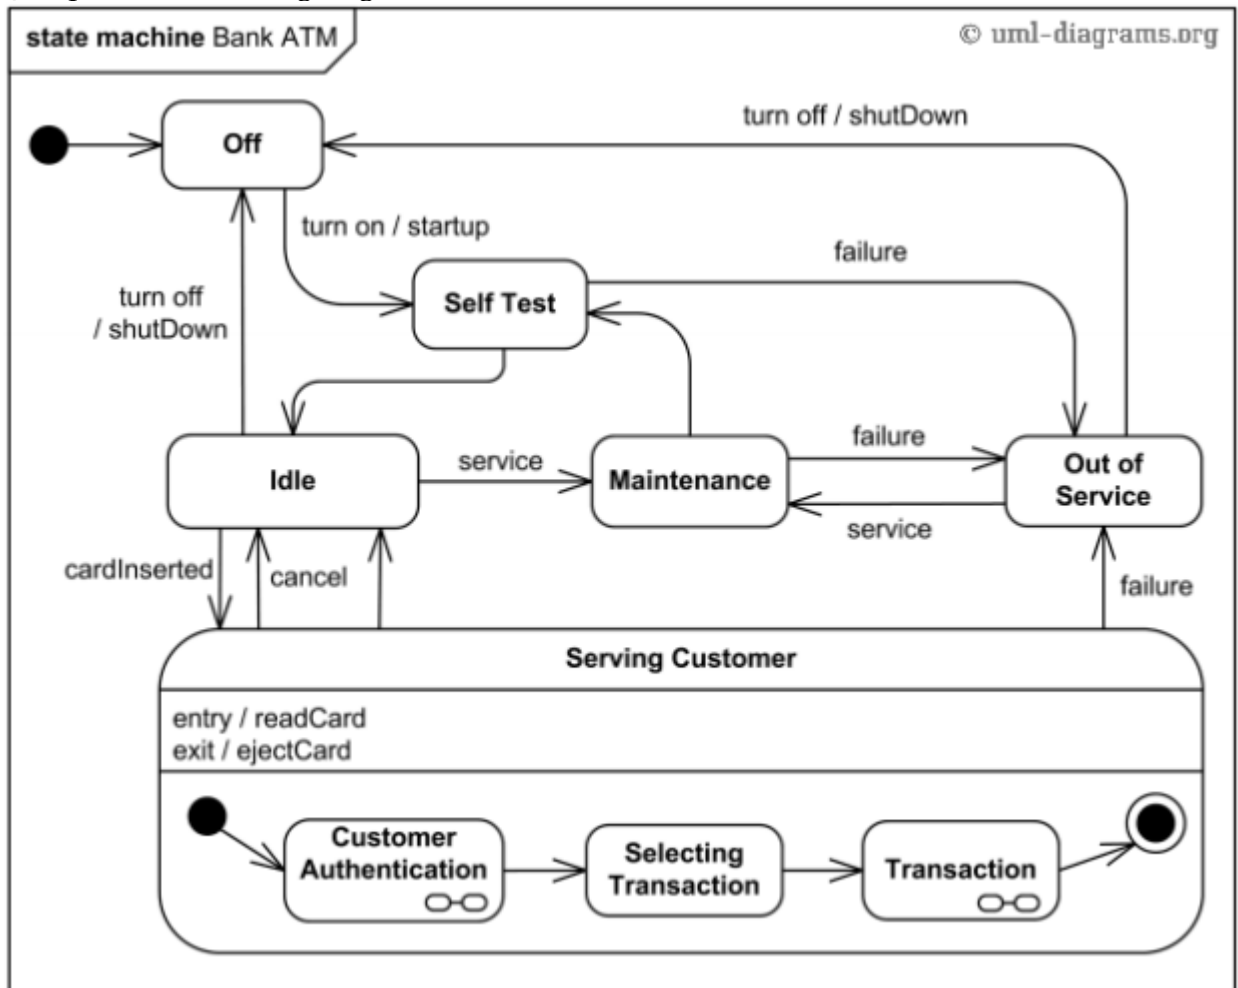 state machine Bank ATM
© uml-diagrams.org
turn off / shutDown
Off
turn on / startup
failure
turn off
/ shutDown
Self Test
Idle
service
Maintenance
failure
service
Out of
Service
cardInserted
cancel
failure
Serving Customer
entry / readCard
exit / ejectCard
Customer
Authentication
Selecting
Transaction
Transaction